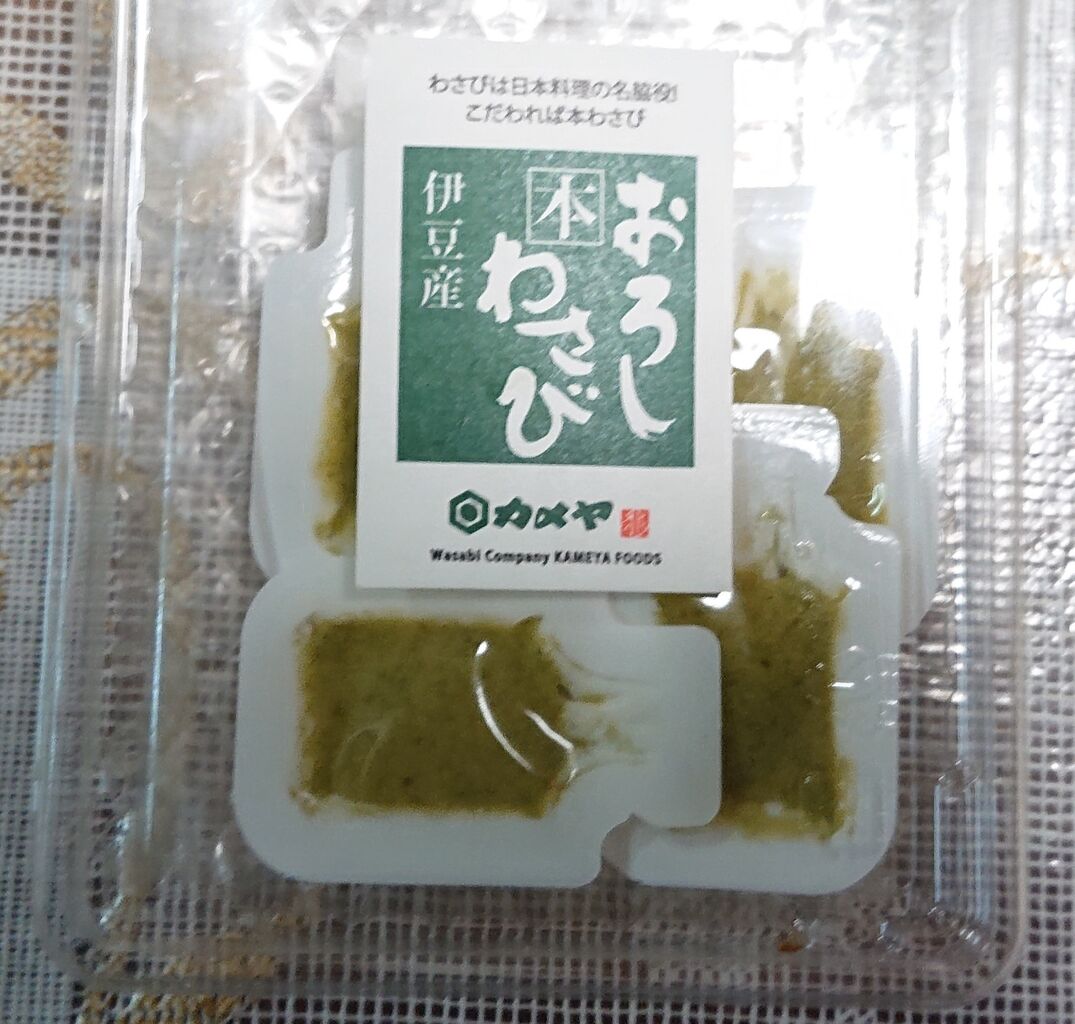 わさびは日本料理の名脇役!
こだわれば本わさび
おろし
本わさび
伊豆産
カメヤ
Wasabi Company KAMEYA FOODS